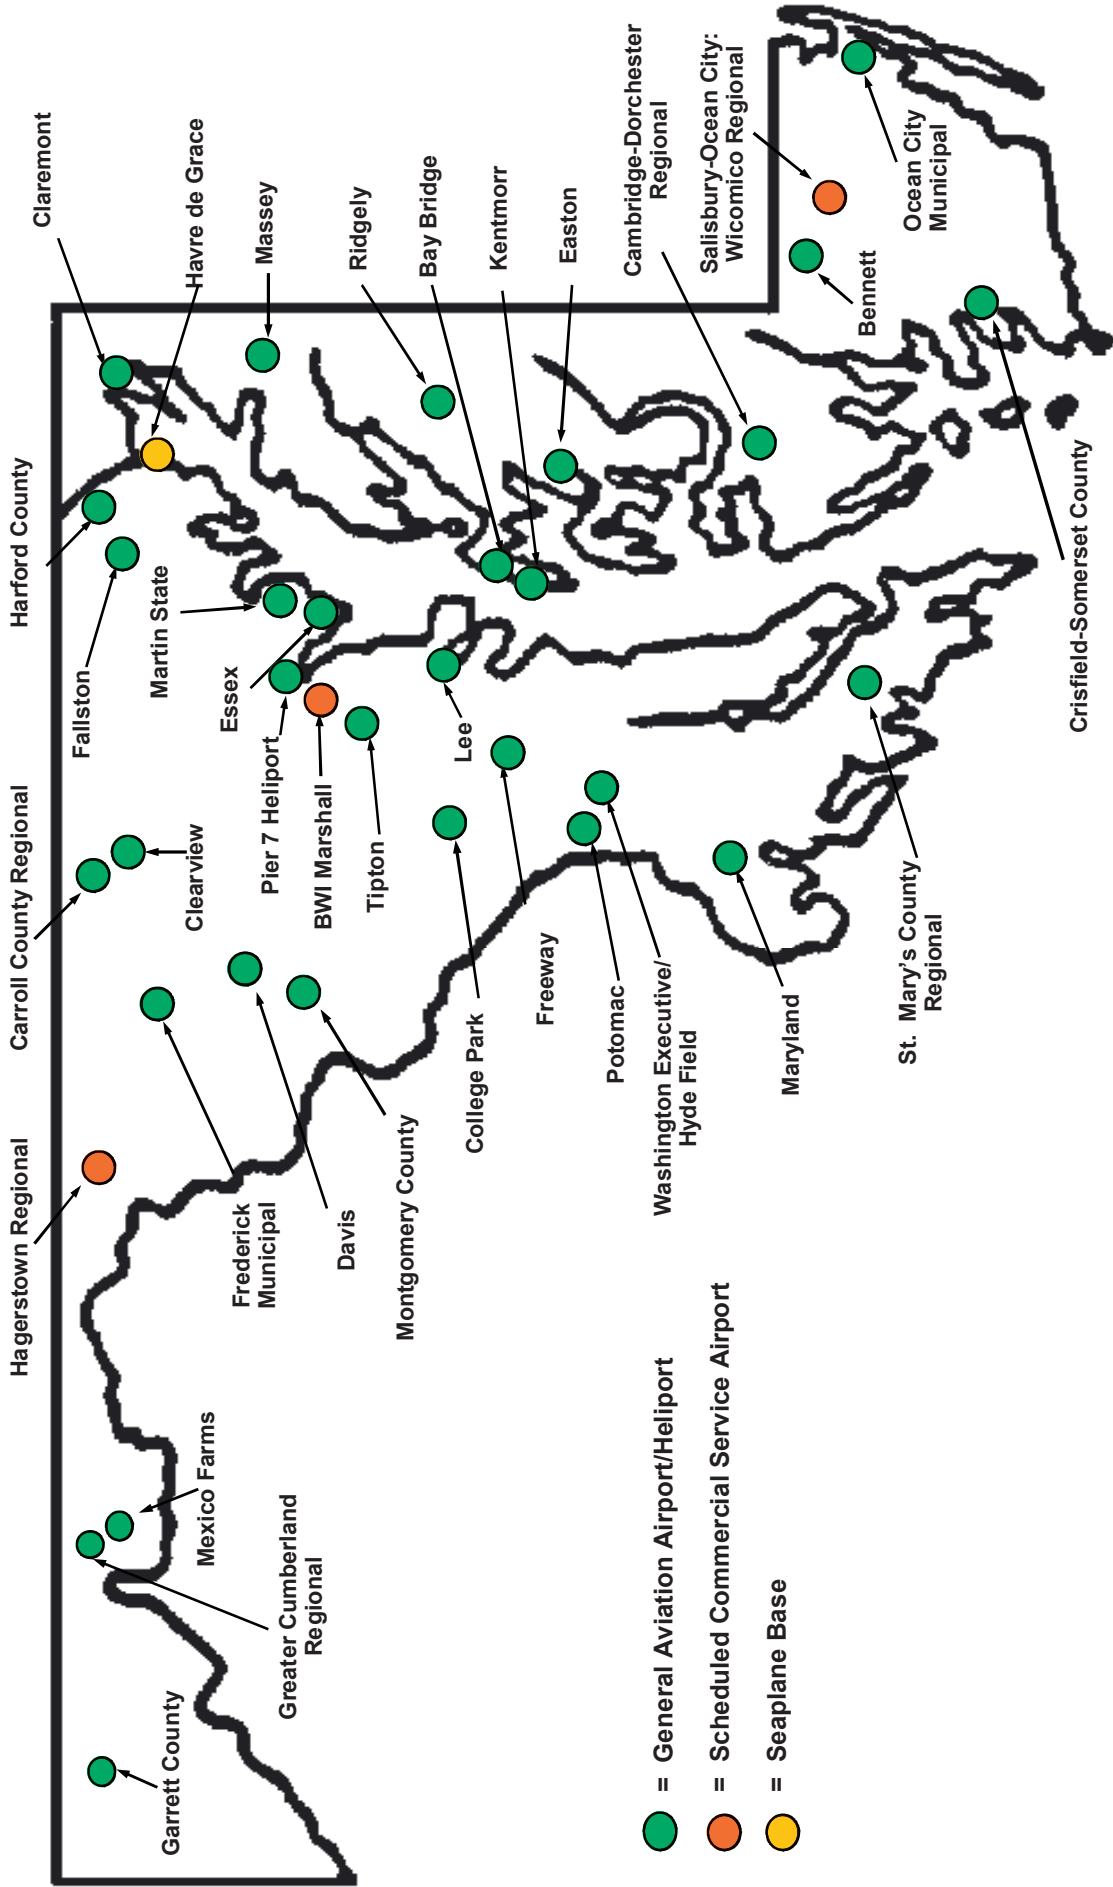 Hagerstown Regional
Carroll County Regional
Harford County
Claremont
Fallston
Havre de Grace
Clearview
Martin State
Massey
Essex
Ridgely
Pier 7 Heliport
BWI Marshall
Bay Bridge
Tipton
Kentmorr
Lee
Easton
Cambridge-Dorchester
Regional
Salisbury-Ocean City:
Wicomico Regional
Ocean City
Municipal
Bennett
Garrett County
Mexico Farms
Greater Cumberland
Regional
Frederick
Municipal
Davis
Montgomery County
College Park
Freeway
Potomac
Washington Executive/
Hyde Field
Maryland
St. Mary's County
Regional
Crisfield-Somerset County
= General Aviation Airport/Heliport
= Scheduled Commercial Service Airport
= Seaplane Base